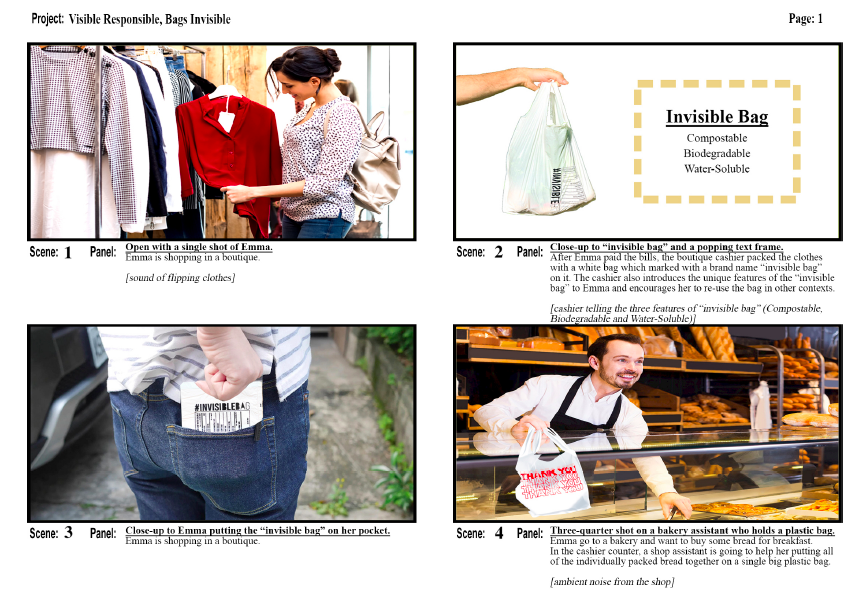 Project: Visible Responsible, Bags Invisible
Page: 1
Invisible Bag
Compostable
Biodegradable
Water-Soluble
Scene: 1 Panel: Open with a single shot of Emma.
Emma is shopping in a boutique.
[sound of flipping clothes]
Scene: 2 Panel: Close-up to “invisible bag” and a popping text frame.
After Emma paid the bills, the boutique cashier packed the clothes
with a white bag which marked with a brand name “invisible bag”
on it. The cashier also introduces the unique features of the “invisible
bag” to Emma and encourages her to re-use the bag in other contexts.
[cashier telling the three features of “invisible bag” (Compostable,
Biodegradable and Water-Soluble)]
#INVISIBLEBAG
THANK YOU
Scene: 3 Panel: Close-up to Emma putting the “invisible bag” on her pocket.
Emma is shopping in a boutique.
Scene: 4 Panel: Three-quarter shot on a bakery assistant who holds a plastic bag.
Emma go to a bakery and want to buy some bread for breakfast.
In the cashier counter, a shop assistant is going to help her putting all
of the individually packed bread together on a single big plastic bag.
[ambient noise from the shop]